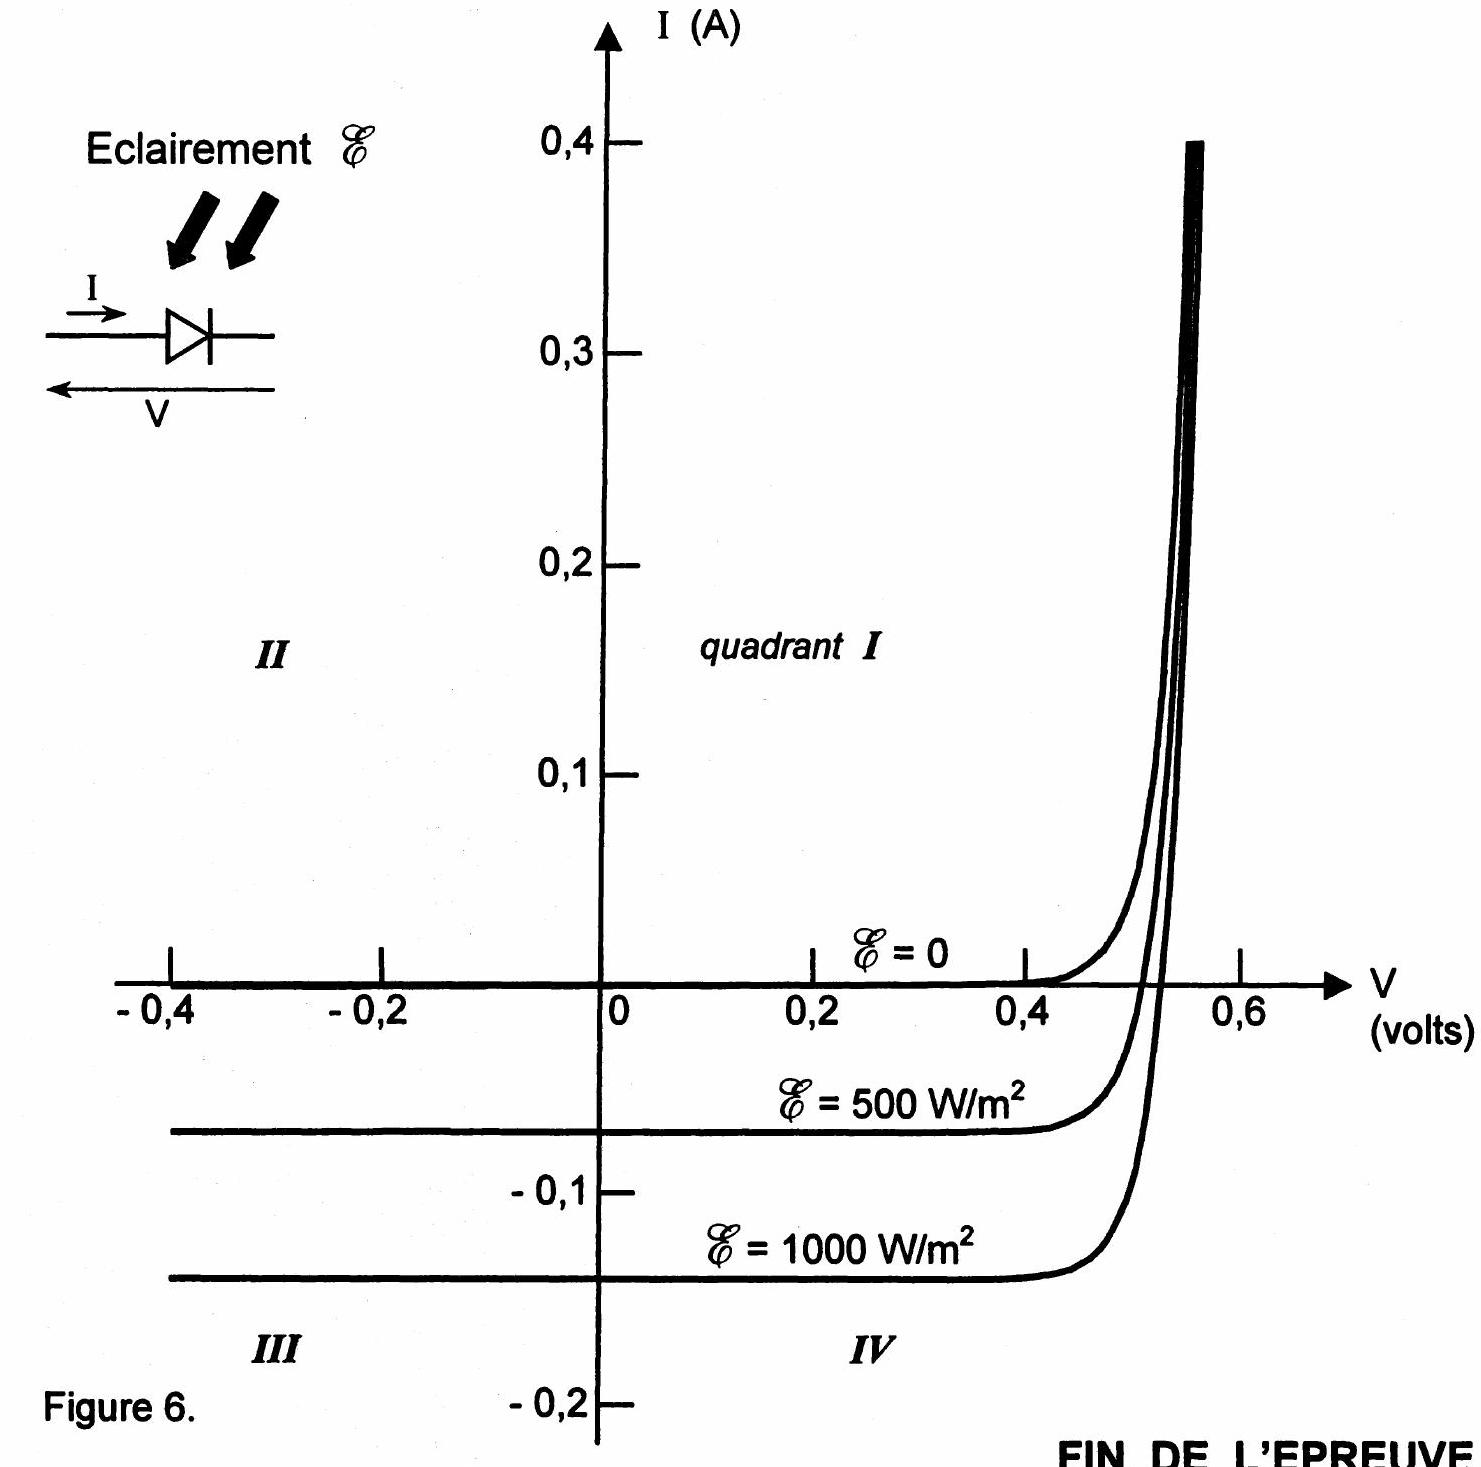 I (A)
Eclairement ℰ
0,4
I
0,3
V
0,2
II
quadrant I
0,1
ℰ = 0
V
(volts)
- 0,4
- 0,2
0
0,2
0,4
0,6
ℰ = 500 W/m²
- 0,1
ℰ = 1000 W/m²
III
IV
Figure 6.
- 0,2
FIN DE L'EPREUVE